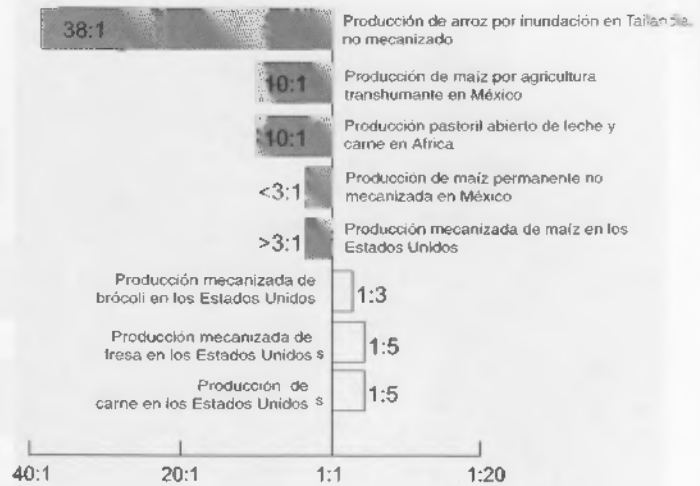 38:1
Producción de arroz por inundación en Tailandia,
no mecanizado
10:1
Producción de maíz por agricultura
transhumante en México
10:1
Producción pastoril abierto de leche y
carne en Africa
<3:1
Producción de maíz permanente no
mecanizada en México
>3:1
Producción mecanizada de maíz en los
Estados Unidos
Producción mecanizada de
brócoli en los Estados Unidos
1:3
Producción mecanizada de
fresa en los Estados Unidos s
1:5
Producción de
carne en los Estados Unidos s
1:5
40:1 20:1 1:1 1:20